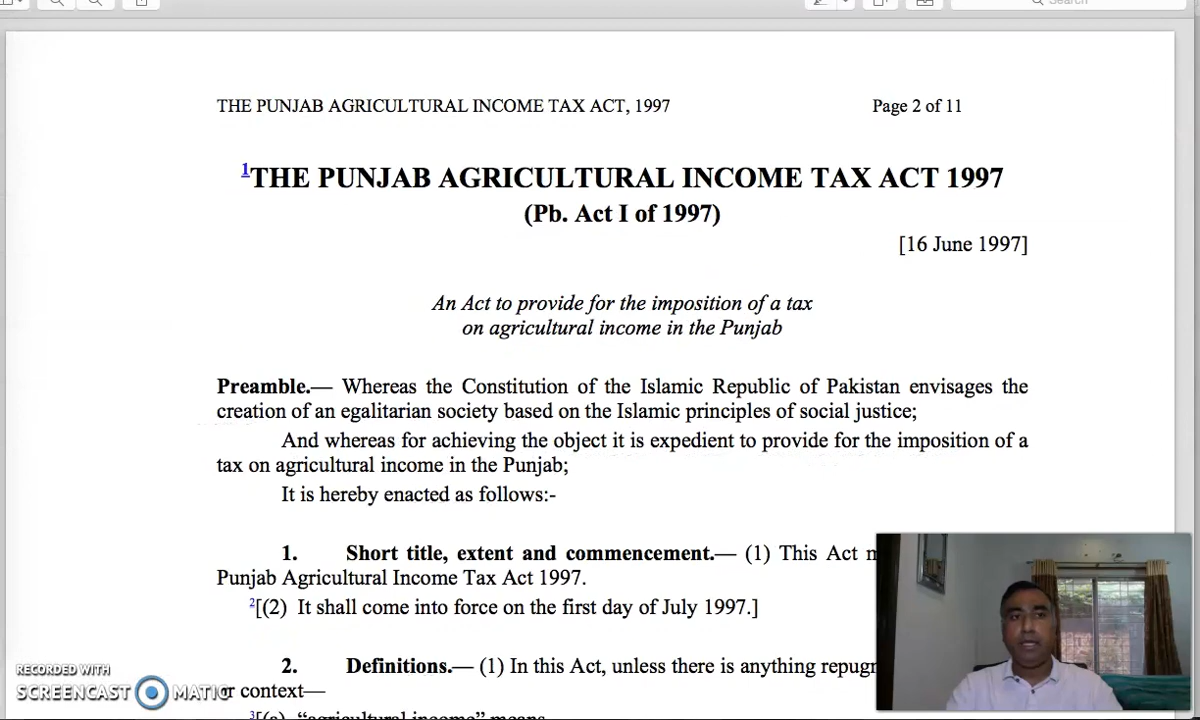 Search
THE PUNJAB AGRICULTURAL INCOME TAX ACT, 1997 Page 2 of 11
1THE PUNJAB AGRICULTURAL INCOME TAX ACT 1997
(Pb. Act I of 1997)
[16 June 1997]
An Act to provide for the imposition of a tax
on agricultural income in the Punjab
Preamble.— Whereas the Constitution of the Islamic Republic of Pakistan envisages the
creation of an egalitarian society based on the Islamic principles of social justice;
And whereas for achieving the object it is expedient to provide for the imposition of a
tax on agricultural income in the Punjab;
It is hereby enacted as follows:-
1. Short title, extent and commencement.— (1) This Act
Punjab Agricultural Income Tax Act 1997.
2[(2) It shall come into force on the first day of July 1997.]
2. Definitions.— (1) In this Act, unless there is anything repug
or context—
3[(a) “agricultural income” means
RECORDED WITH
SCREENCAST MATIC